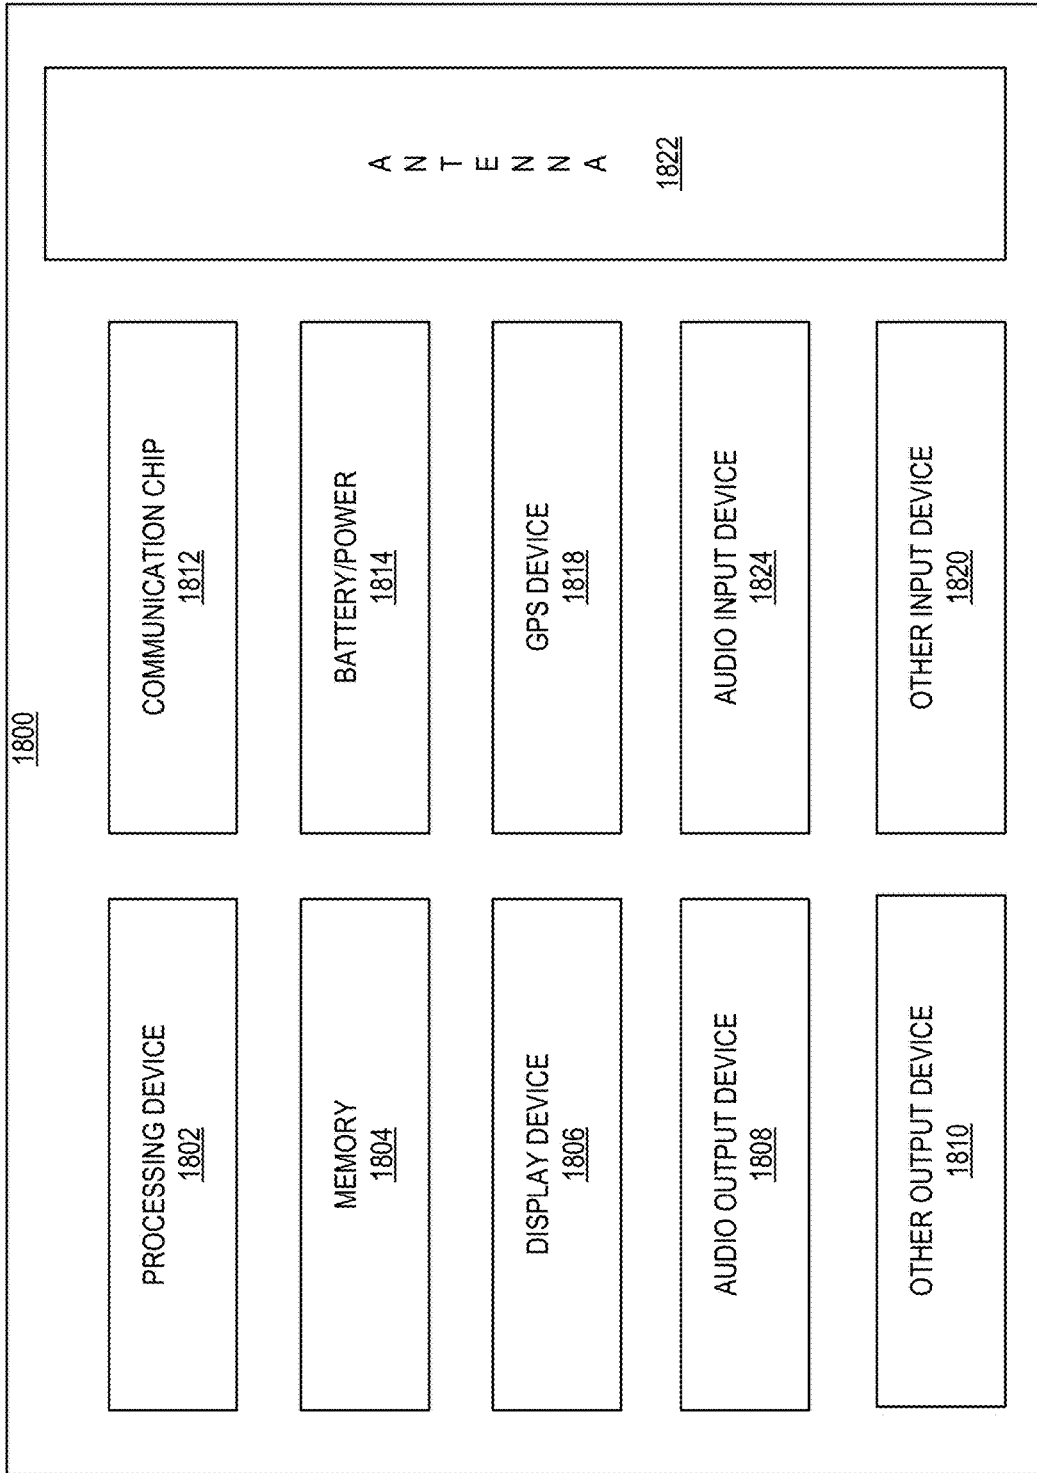 1800
PROCESSING DEVICE
1802
COMMUNICATION CHIP
1812
MEMORY
1804
BATTERY/POWER
1814
DISPLAY DEVICE
1806
GPS DEVICE
1818
AUDIO OUTPUT DEVICE
1808
AUDIO INPUT DEVICE
1824
OTHER OUTPUT DEVICE
1810
OTHER INPUT DEVICE
1820
A
N
T
E
N
N
A
1822